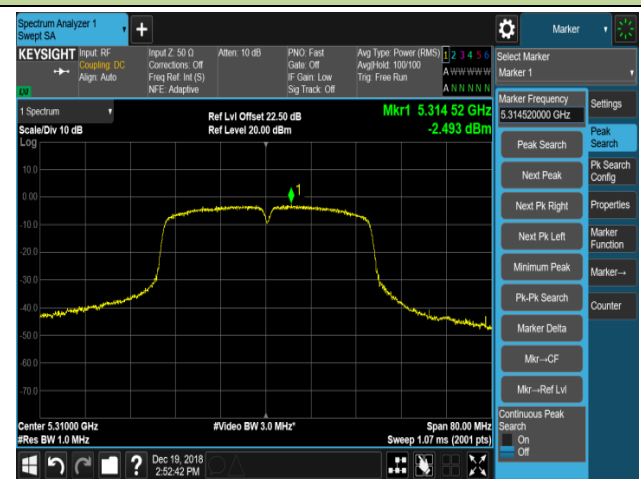 Spectrum Analyzer 1
Swept SA
+
Marker
KEYSIGHT
Input: RF
Coupling: DC
Align: Auto
Input Z: 50 Ω
Corrections: Off
Freq Ref: Int (S)
NFE: Adaptive
Atten: 10 dB
PNO: Fast
Gate: Off
IF Gain: Low
Sig Track: Off
Avg Type: Power (RMS)
Avg|Hold: 100/100
Trig: Free Run
1 2 3 4 5 6
A W W W W W
A N N N N N
LU
Select Marker
Marker 1
1 Spectrum
Scale/Div 10 dB
Log
Ref Lvl Offset 22.50 dB
Ref Level 20.00 dBm
Mkr1 5.314 52 GHz
-2.493 dBm
10.0
0.00
-10.0
-20.0
-30.0
-40.0
-50.0
-60.0
-70.0
1
Center 5.31000 GHz
#Res BW 1.0 MHz
#Video BW 3.0 MHz*
Span 80.00 MHz
Sweep 1.07 ms (2001 pts)
Marker Frequency
5.314520000 GHz
Peak Search
Next Peak
Next Pk Right
Next Pk Left
Minimum Peak
Pk-Pk Search
Marker Delta
Mkr→CF
Mkr→Ref Lvl
Continuous Peak
Search
On
Off
Settings
Peak
Search
Pk Search
Config
Properties
Marker
Function
Marker→
Counter
?
Dec 19, 2018
2:52:42 PM